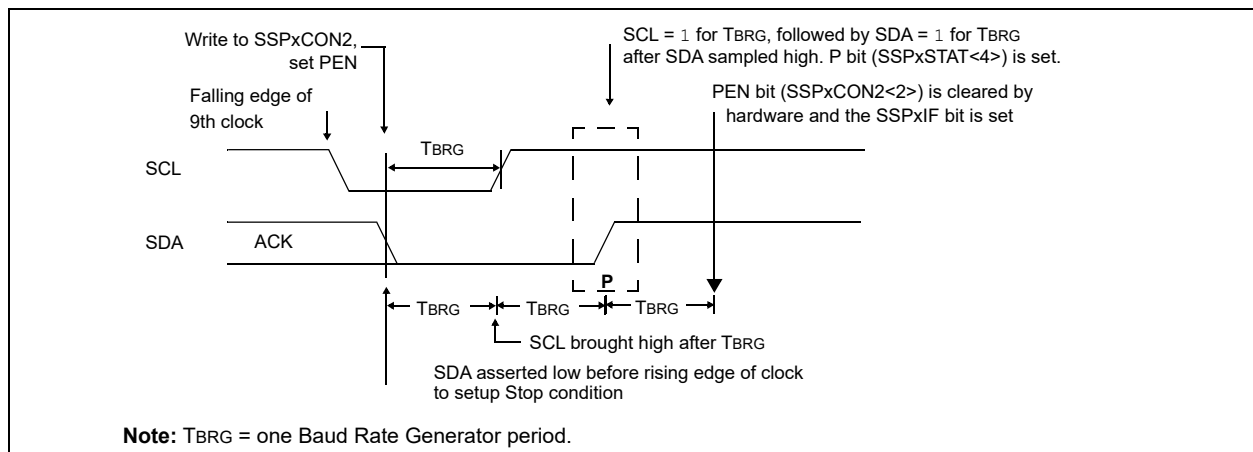 Write to SSPxCON2,
set PEN
SCL = 1 for TBRG, followed by SDA = 1 for TBRG
after SDA sampled high. P bit (SSPxSTAT<4>) is set.
Falling edge of
9th clock
PEN bit (SSPxCON2<2>) is cleared by
hardware and the SSPxIF bit is set
TBRG
SCL
SDA
ACK
P
TBRG
TBRG
TBRG
SCL brought high after TBRG
SDA asserted low before rising edge of clock
to setup Stop condition
Note: TBRG = one Baud Rate Generator period.